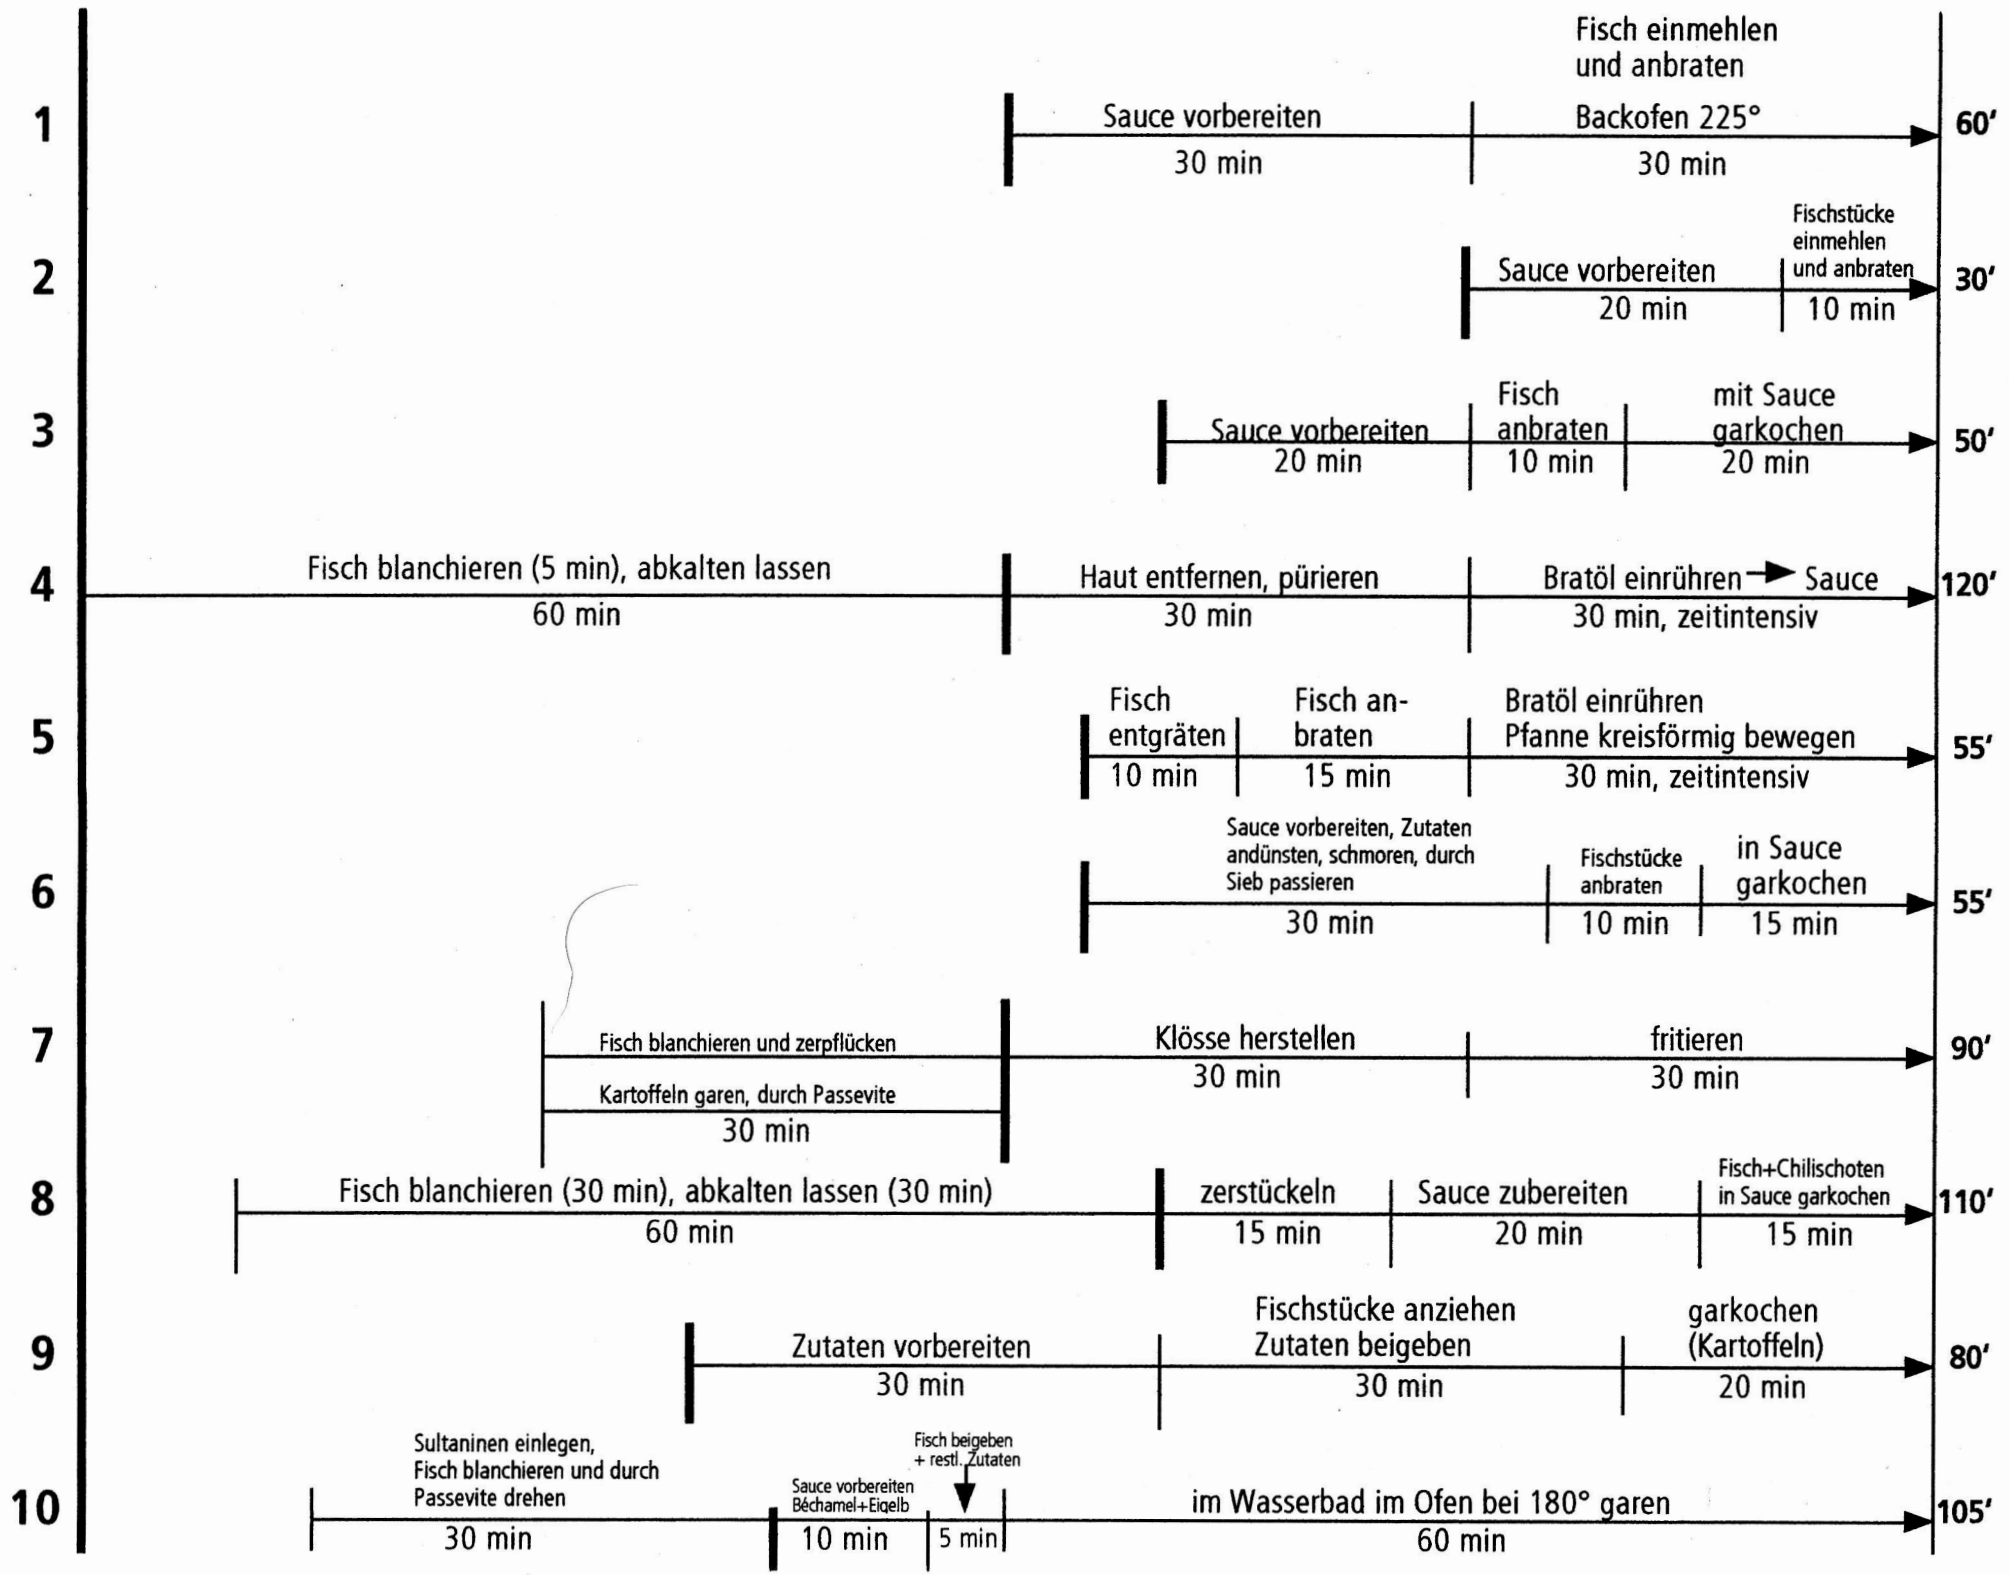 Fisch einmehlen
und anbraten
1
Sauce vorbereiten
Backofen 225°
60'
30 min
30 min
Fischstücke
einmehlen
und anbraten
2
Sauce vorbereiten
30'
20 min
10 min
Fisch
anbraten
mit Sauce
garkochen
3
Sauce vorbereiten
50'
20 min
10 min
20 min
4
Fisch blanchieren (5 min), abkalten lassen
Haut entfernen, pürieren
Bratöl einrühren → Sauce
120'
60 min
30 min
30 min, zeitintensiv
Fisch
entgräten
Fisch an-
braten
Bratöl einrühren
Pfanne kreisförmig bewegen
5
55'
10 min
15 min
30 min, zeitintensiv
Sauce vorbereiten, Zutaten
andünsten, schmoren, durch
Sieb passieren
Fischstücke
anbraten
in Sauce
garkochen
6
55'
30 min
10 min
15 min
7
Fisch blanchieren und zerpflücken
Kartoffeln garen, durch Passevite
30 min
Klösse herstellen
30 min
fritieren
30 min
90'
8
Fisch blanchieren (30 min), abkalten lassen (30 min)
60 min
zerstückeln
15 min
Sauce zubereiten
20 min
Fisch+Chilischoten
in Sauce garkochen
15 min
110'
9
Zutaten vorbereiten
30 min
Fischstücke anziehen
Zutaten beigeben
30 min
garkochen
(Kartoffeln)
20 min
80'
10
Sultaninen einlegen,
Fisch blanchieren und durch
Passevite drehen
30 min
Sauce vorbereiten
Béchamel+Eigelb
10 min
Fisch beigeben
+ restl. Zutaten
5 min
im Wasserbad im Ofen bei 180° garen
60 min
105'